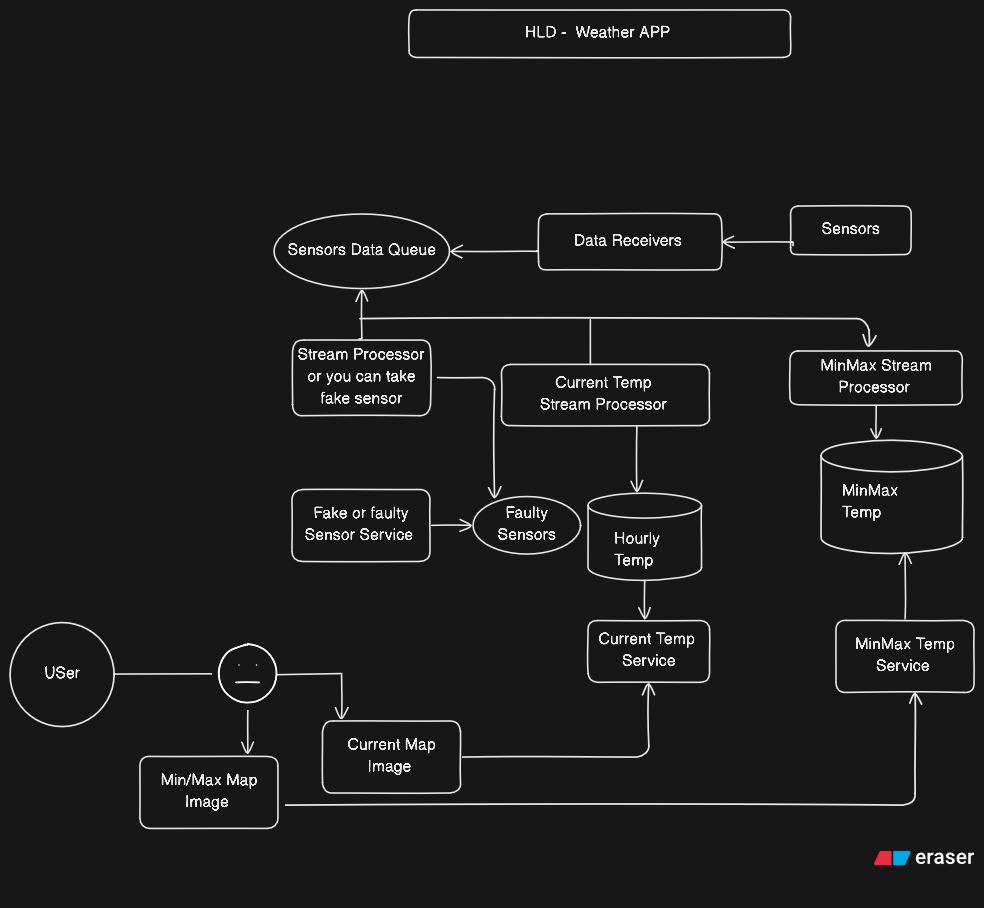 HLD -  Weather APP
Sensors Data Queue
Data Receivers
Sensors
Stream Processor
or you can take
fake sensor
Current Temp
Stream Processor
MinMax Stream
Processor
MinMax
Temp
Fake or faulty
Sensor Service
Faulty
Sensors
Hourly
Temp
Current Temp
Service
MinMax Temp
Service
USer
Current Map
Image
Min/Max Map
Image
eraser